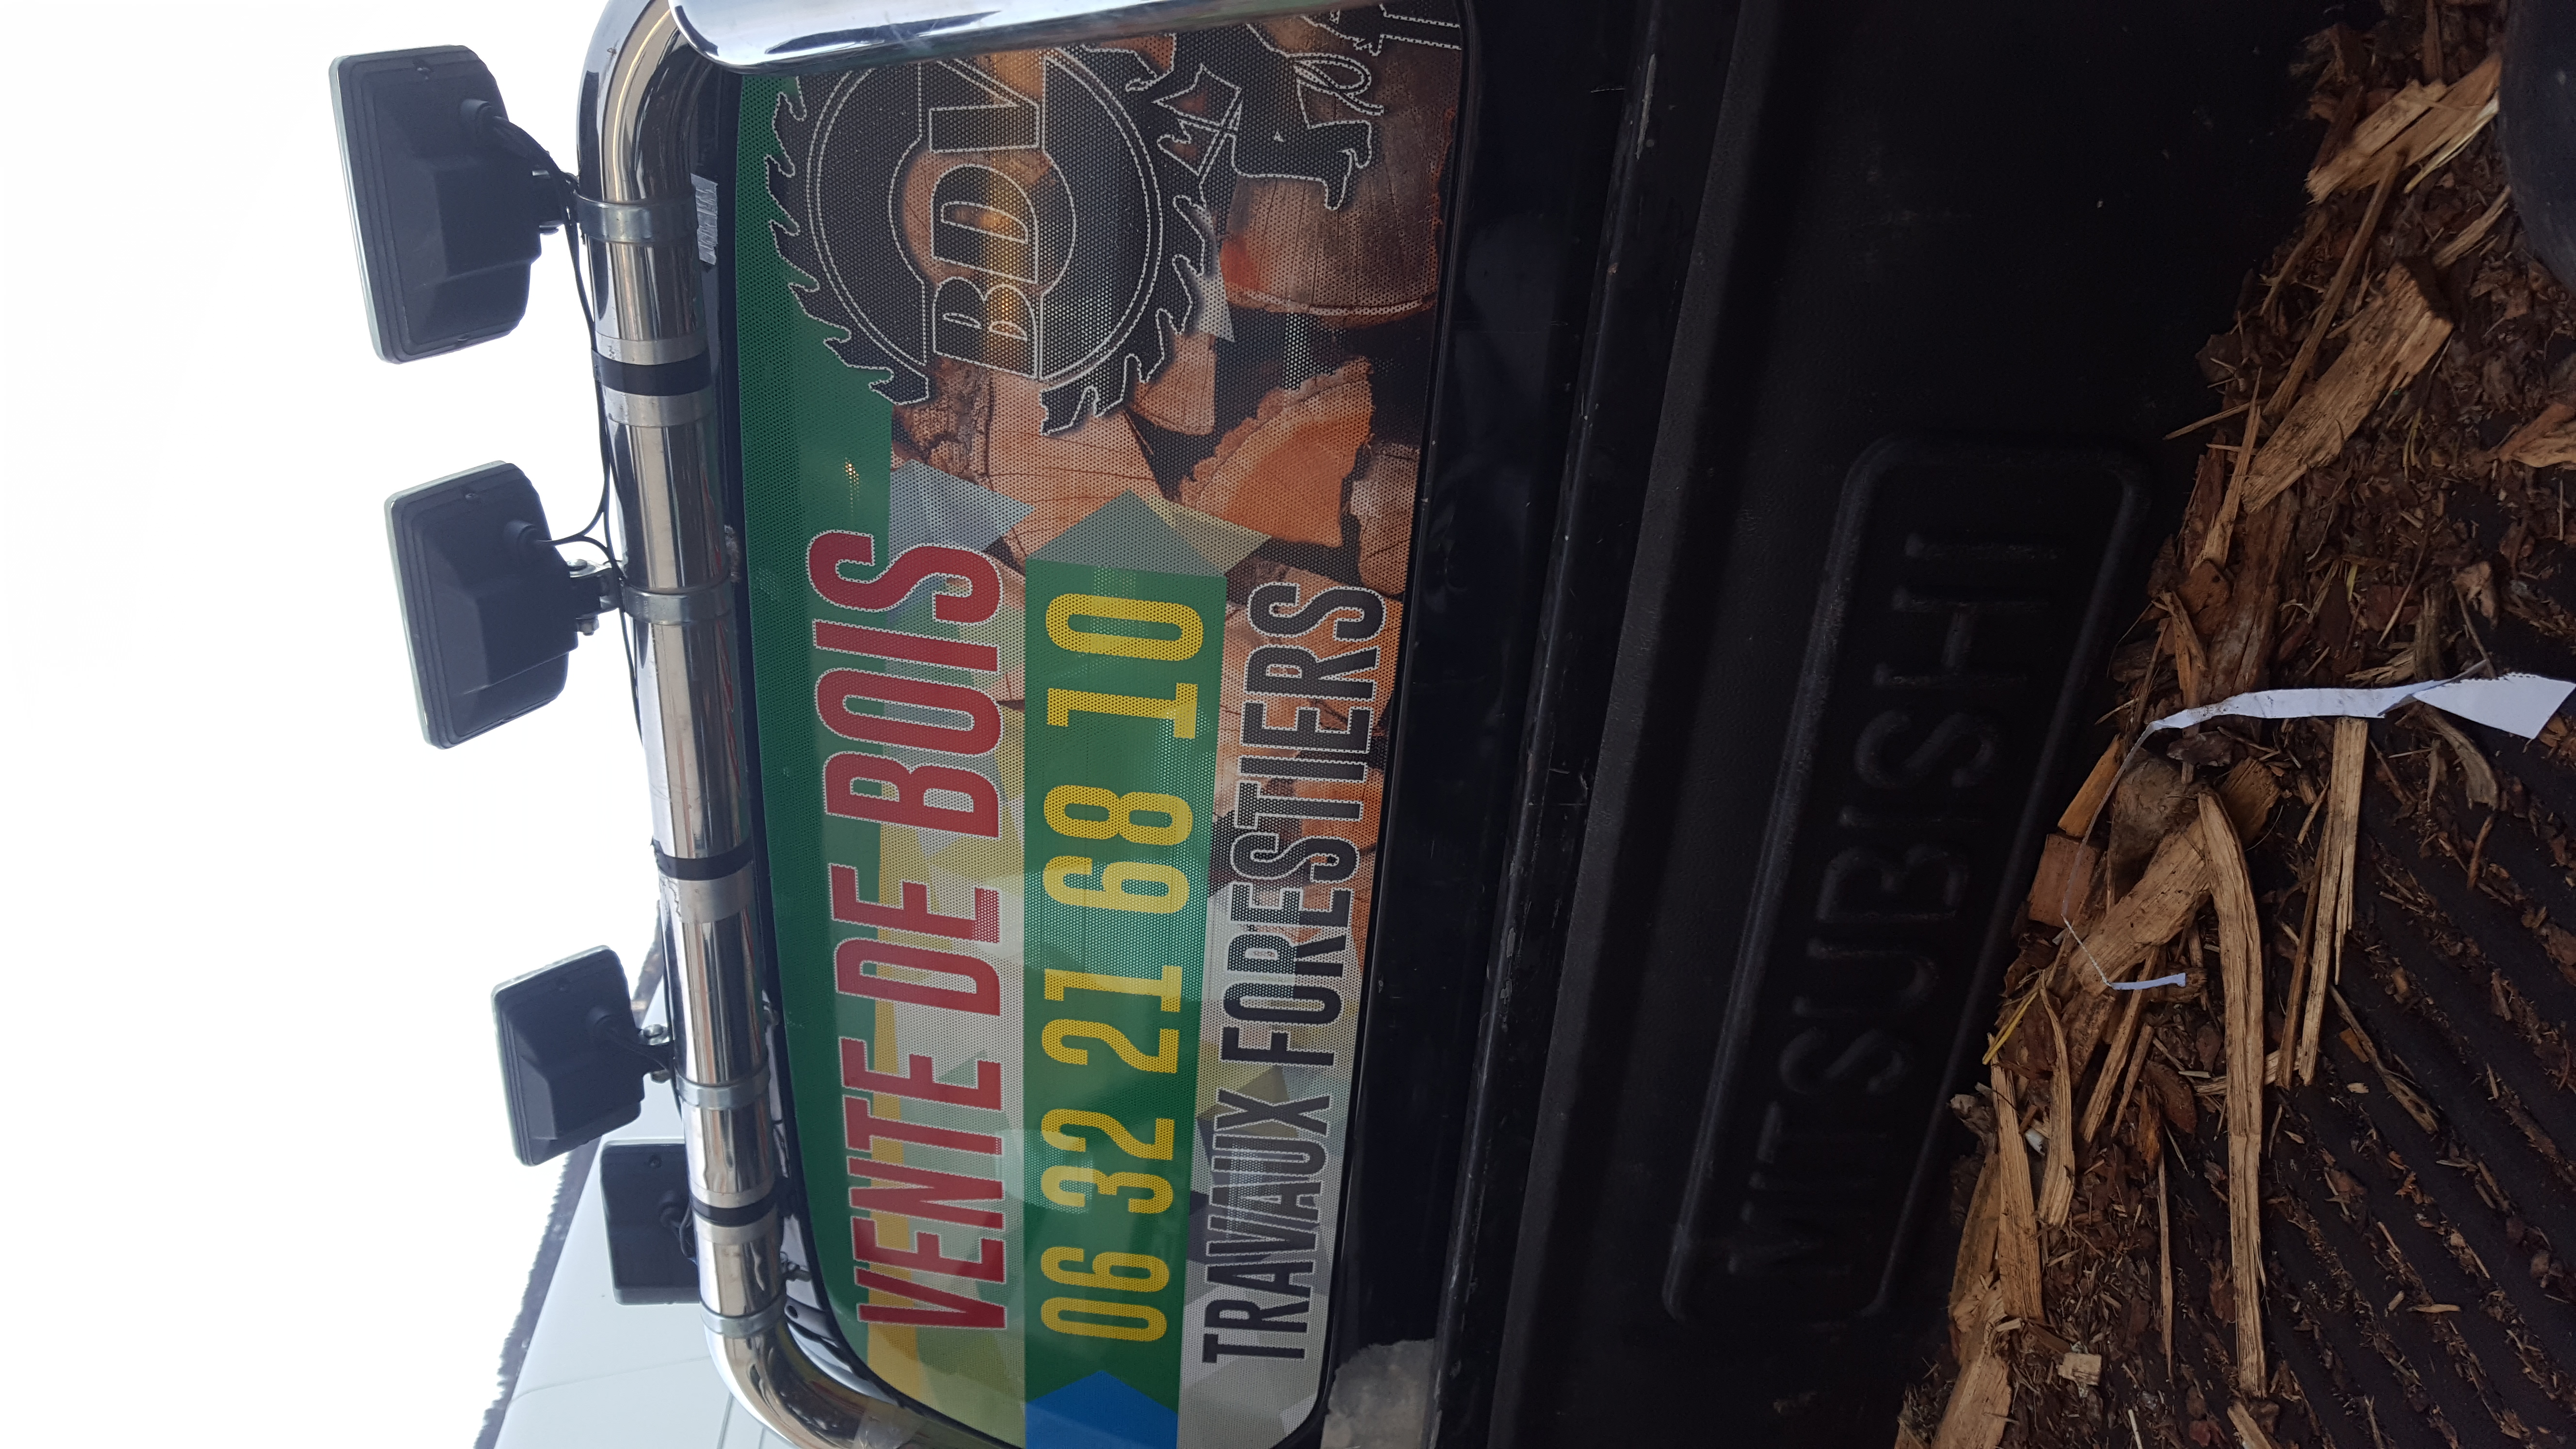 VENTE DE BOIS
06 32 21 68 10
TRAVAUX FORESTIERS
BDV
MITSUBISHI